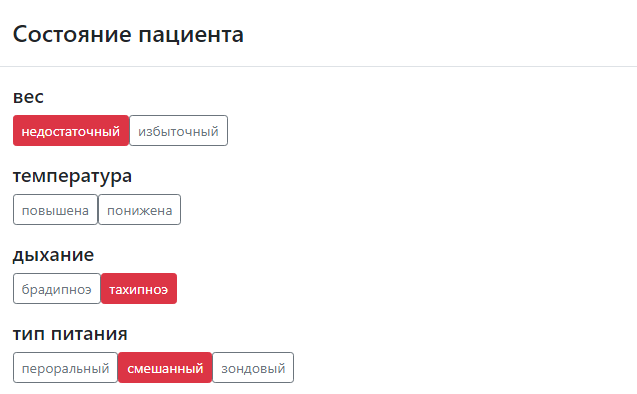 Состояние пациента
вес
недостаточный избыточный
температура
повышена понижена
дыхание
брадипноэ тахипноэ
тип питания
пероральный смешанный зондовый